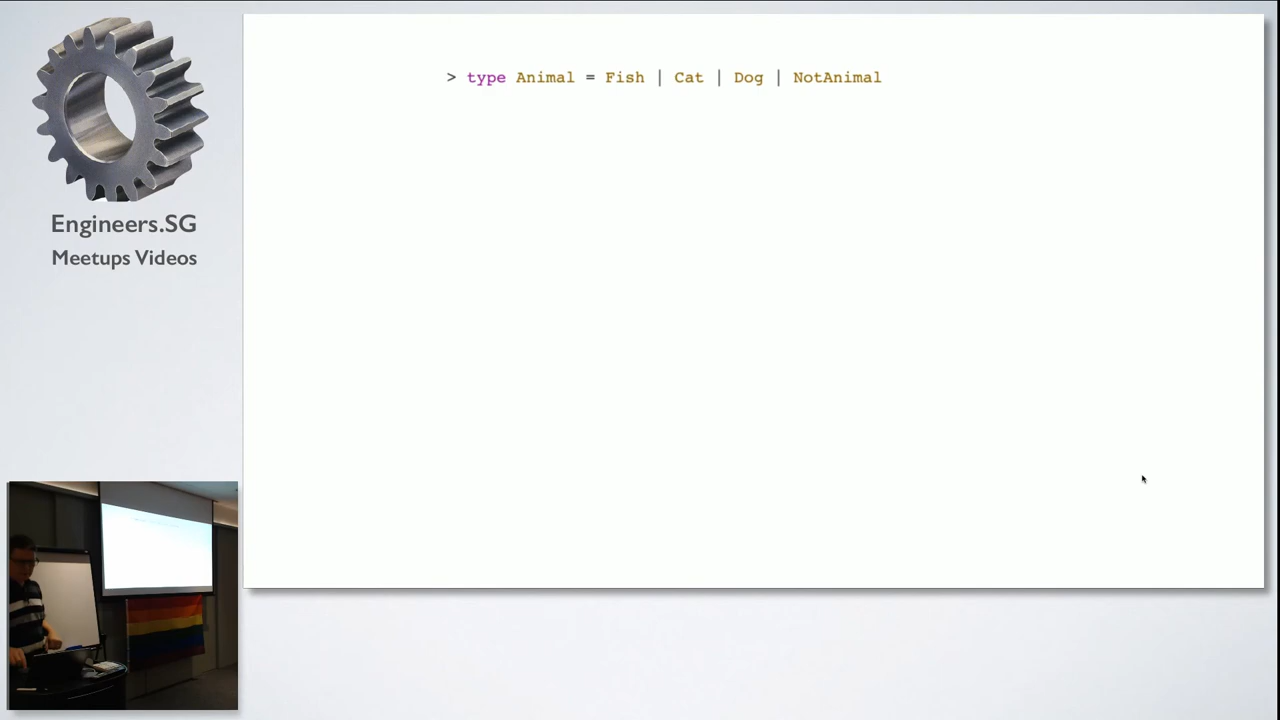 > type Animal = Fish | Cat | Dog | NotAnimal
Engineers.SG
Meetups Videos